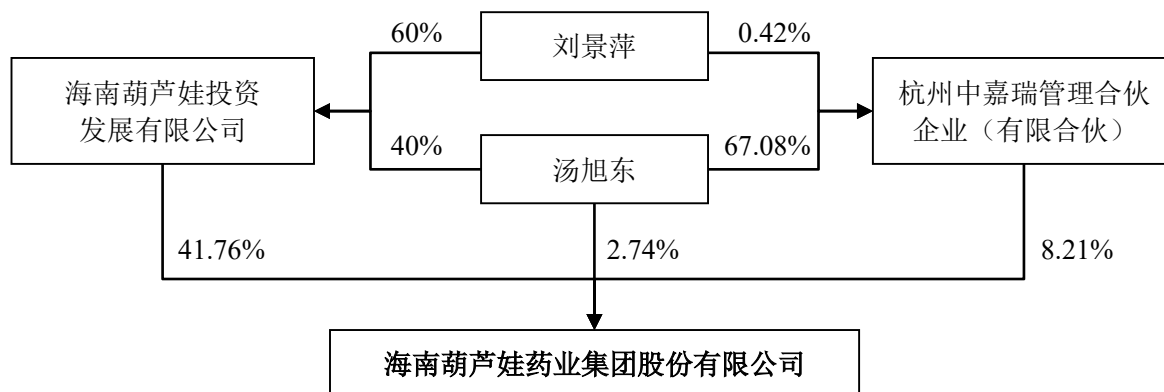 60%
刘景萍
0.42%
海南葫芦娃投资
发展有限公司
杭州中嘉瑞管理合伙
企业（有限合伙）
40%
汤旭东
67.08%
41.76%
2.74%
8.21%
海南葫芦娃药业集团股份有限公司